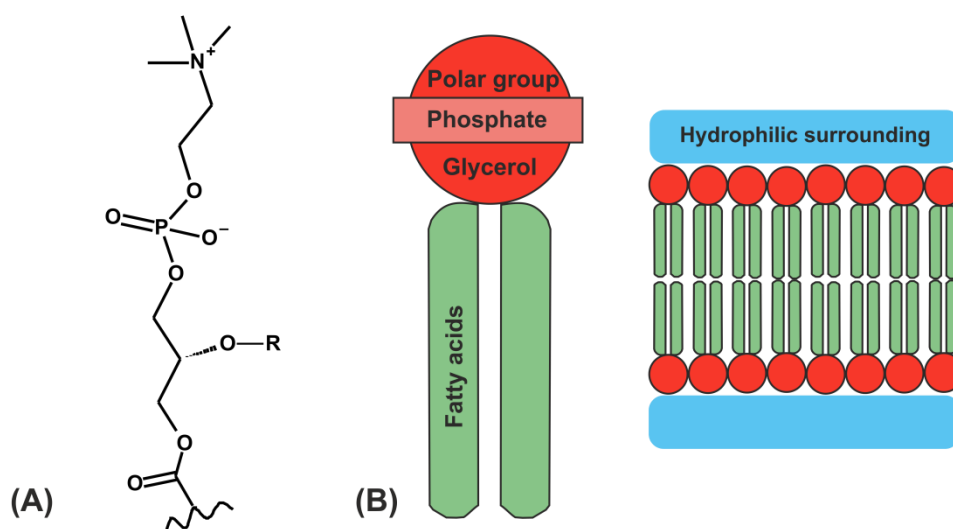 N+
O
O
P
O−
O
O—R
O
O
(A)
Polar group
Phosphate
Glycerol
Fatty acids
(B)
Hydrophilic surrounding